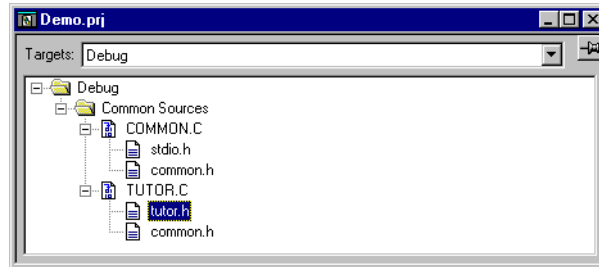 Demo.prj
Targets: Debug
Debug
Common Sources
COMMON.C
stdio.h
common.h
TUTOR.C
tutor.h
common.h